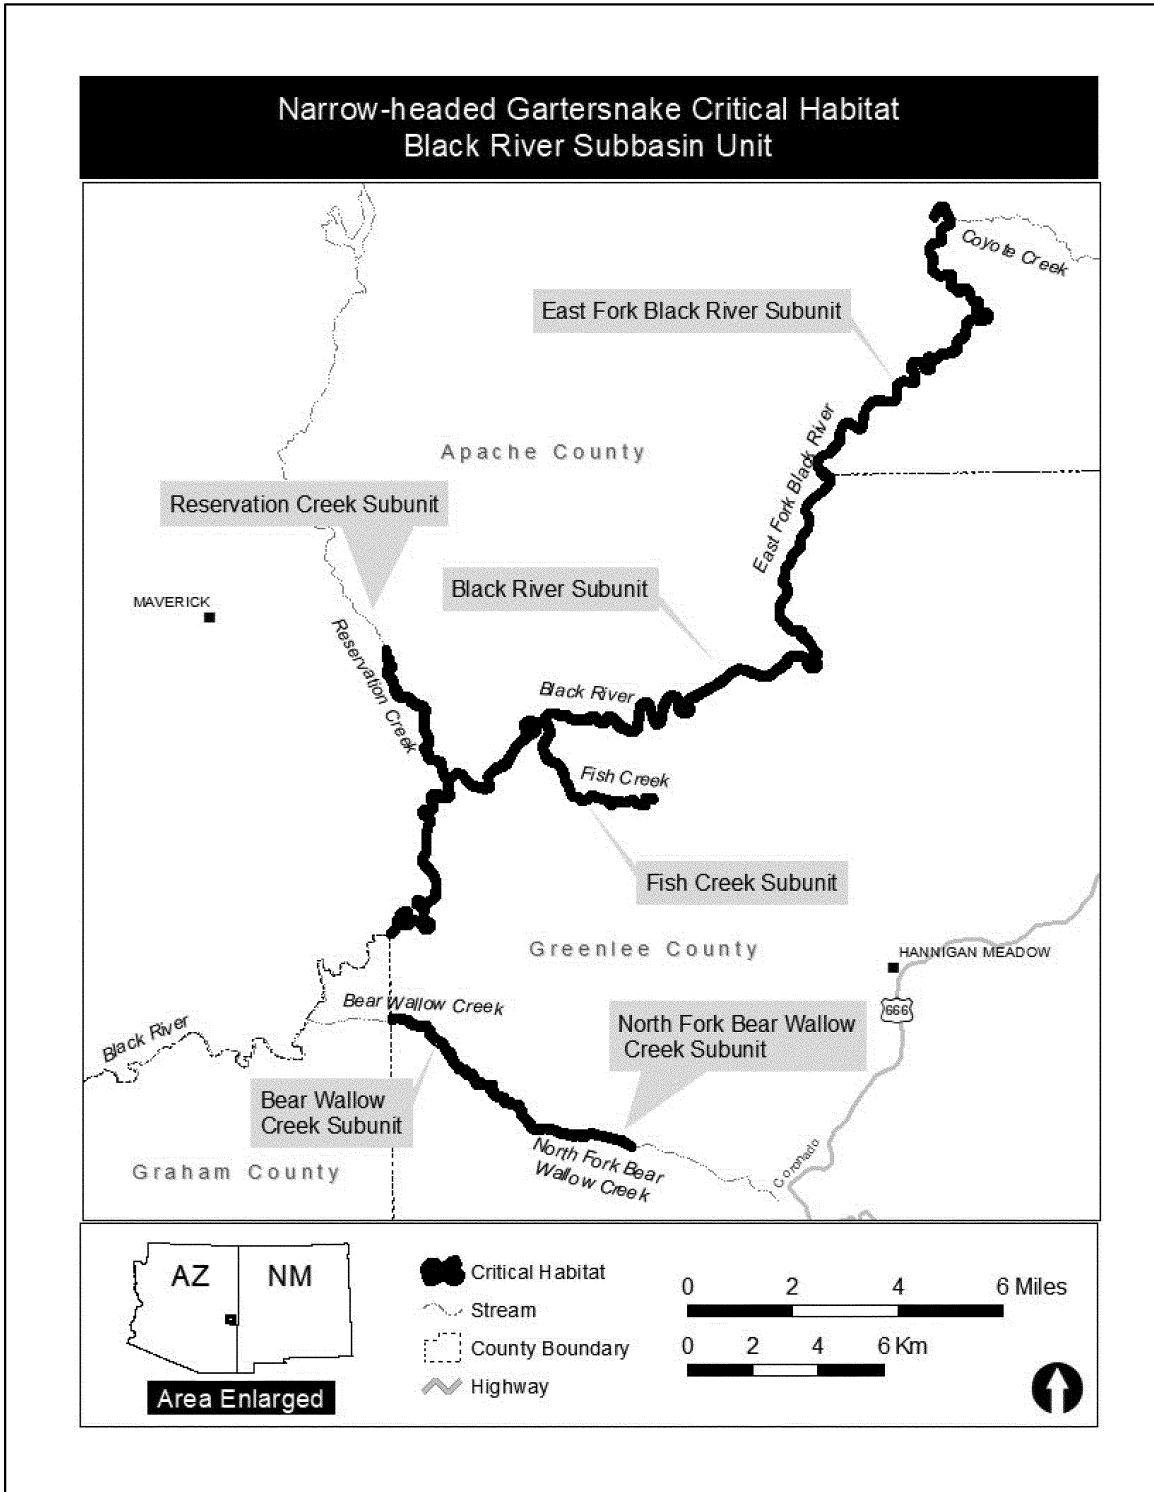 Narrow-headed Gartersnake Critical Habitat
Black River Subbasin Unit
Coyote Creek
East Fork Black River Subunit
East Fork Black River
Apache County
Reservation Creek Subunit
Black River Subunit
MAVERICK
Reservation Creek
Black River
Fish Creek
Fish Creek Subunit
Greenlee County
HANNIGAN MEADOW
666
Bear Wallow Creek
Black River
North Fork Bear Wallow
Creek Subunit
Bear Wallow
Creek Subunit
North Fork Bear
Wallow Creek
Coronado
Graham County
AZ
NM
Area Enlarged
Critical Habitat
Stream
County Boundary
Highway
0 2 4 6 Miles
0 2 4 6 Km